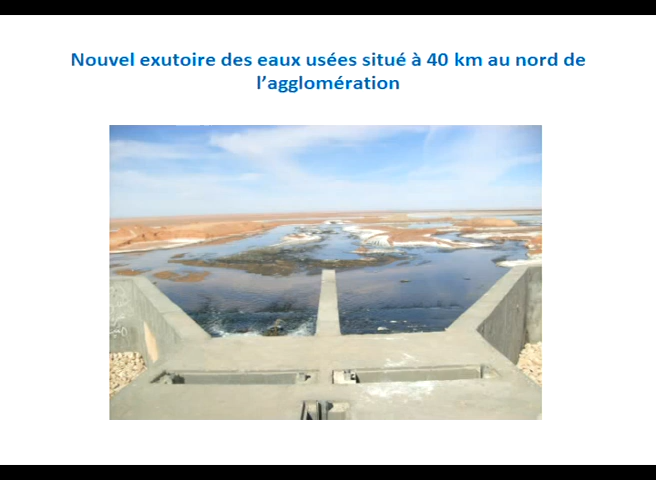 Nouvel exutoire des eaux usées situé à 40 km au nord de
l’agglomération